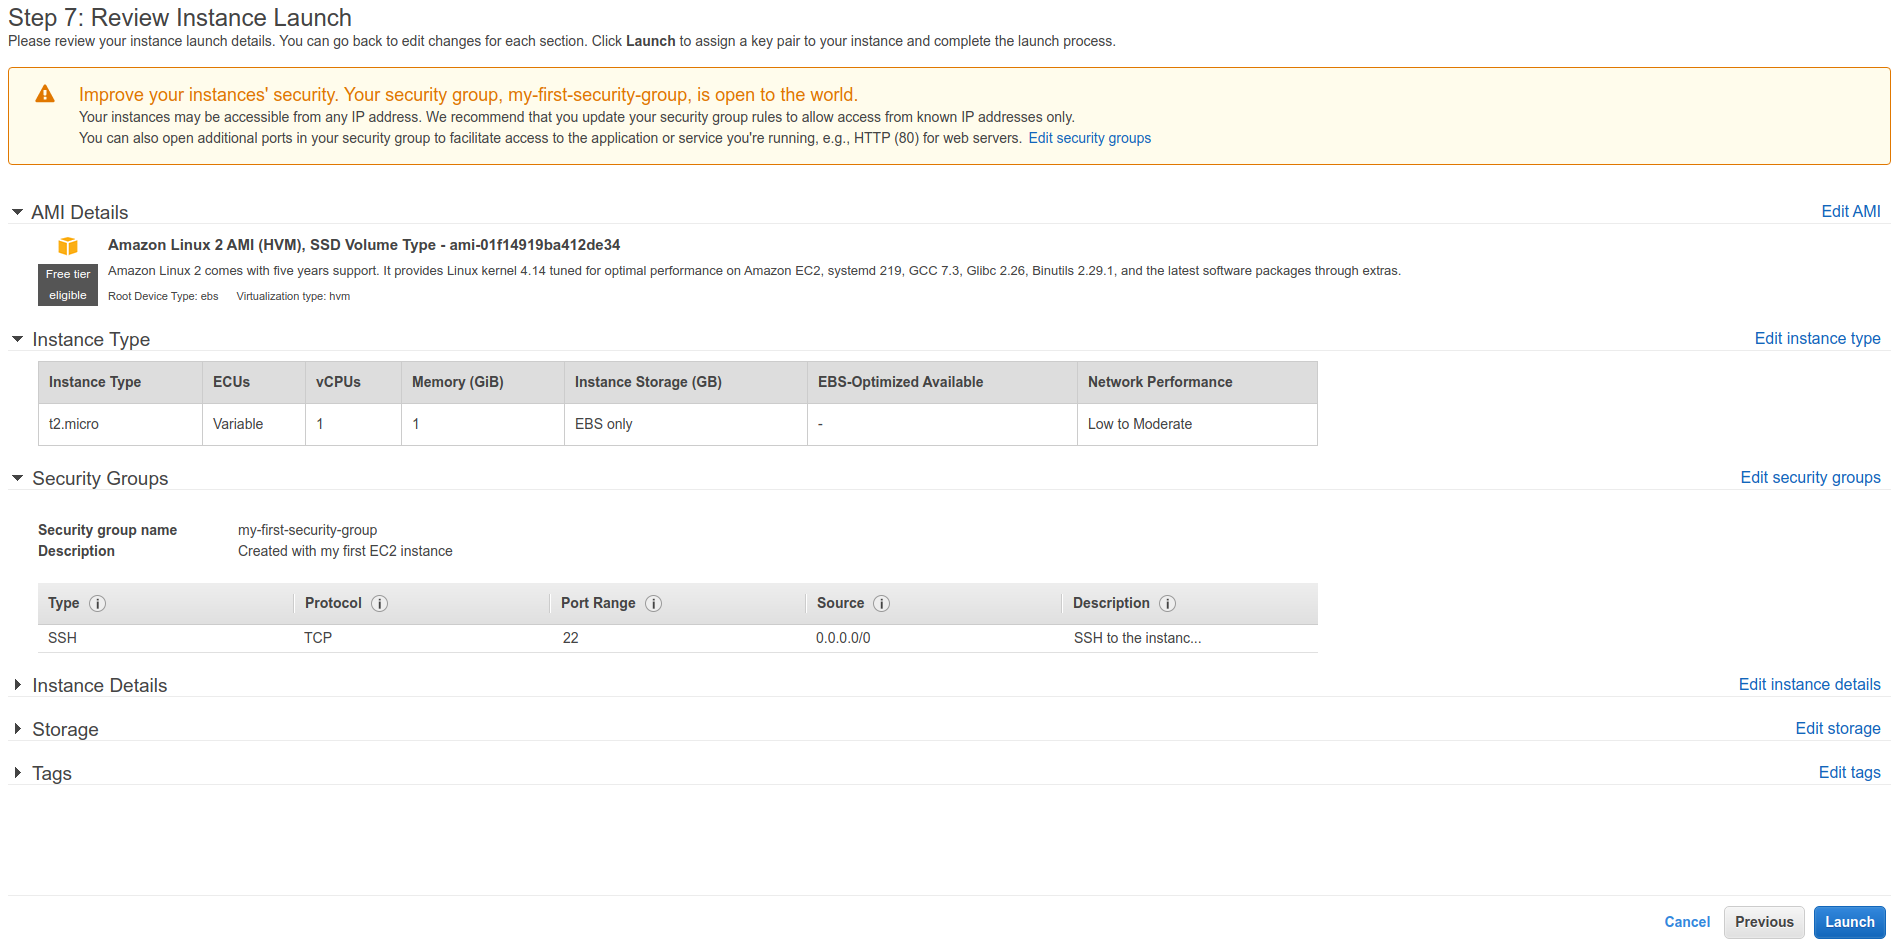 Step 7: Review Instance Launch
Please review your instance launch details. You can go back to edit changes for each section. Click Launch to assign a key pair to your instance and complete the launch process.
Improve your instances' security. Your security group, my-first-security-group, is open to the world.
Your instances may be accessible from any IP address. We recommend that you update your security group rules to allow access from known IP addresses only.
You can also open additional ports in your security group to facilitate access to the application or service you're running, e.g., HTTP (80) for web servers. Edit security groups
AMI Details Edit AMI
Amazon Linux 2 AMI (HVM), SSD Volume Type - ami-01f14919ba412de34
Free tier eligible
Amazon Linux 2 comes with five years support. It provides Linux kernel 4.14 tuned for optimal performance on Amazon EC2, systemd 219, GCC 7.3, Glibc 2.26, Binutils 2.29.1, and the latest software packages through extras.
Root Device Type: ebs Virtualization type: hvm
Instance Type Edit instance type
Instance Type ECUs vCPUs Memory (GiB) Instance Storage (GB) EBS-Optimized Available Network Performance
t2.micro Variable 1 1 EBS only - Low to Moderate
Security Groups Edit security groups
Security group name my-first-security-group
Description Created with my first EC2 instance
Type Protocol Port Range Source Description
SSH TCP 22 0.0.0.0/0 SSH to the instanc...
Instance Details Edit instance details
Storage Edit storage
Tags Edit tags
Cancel Previous Launch